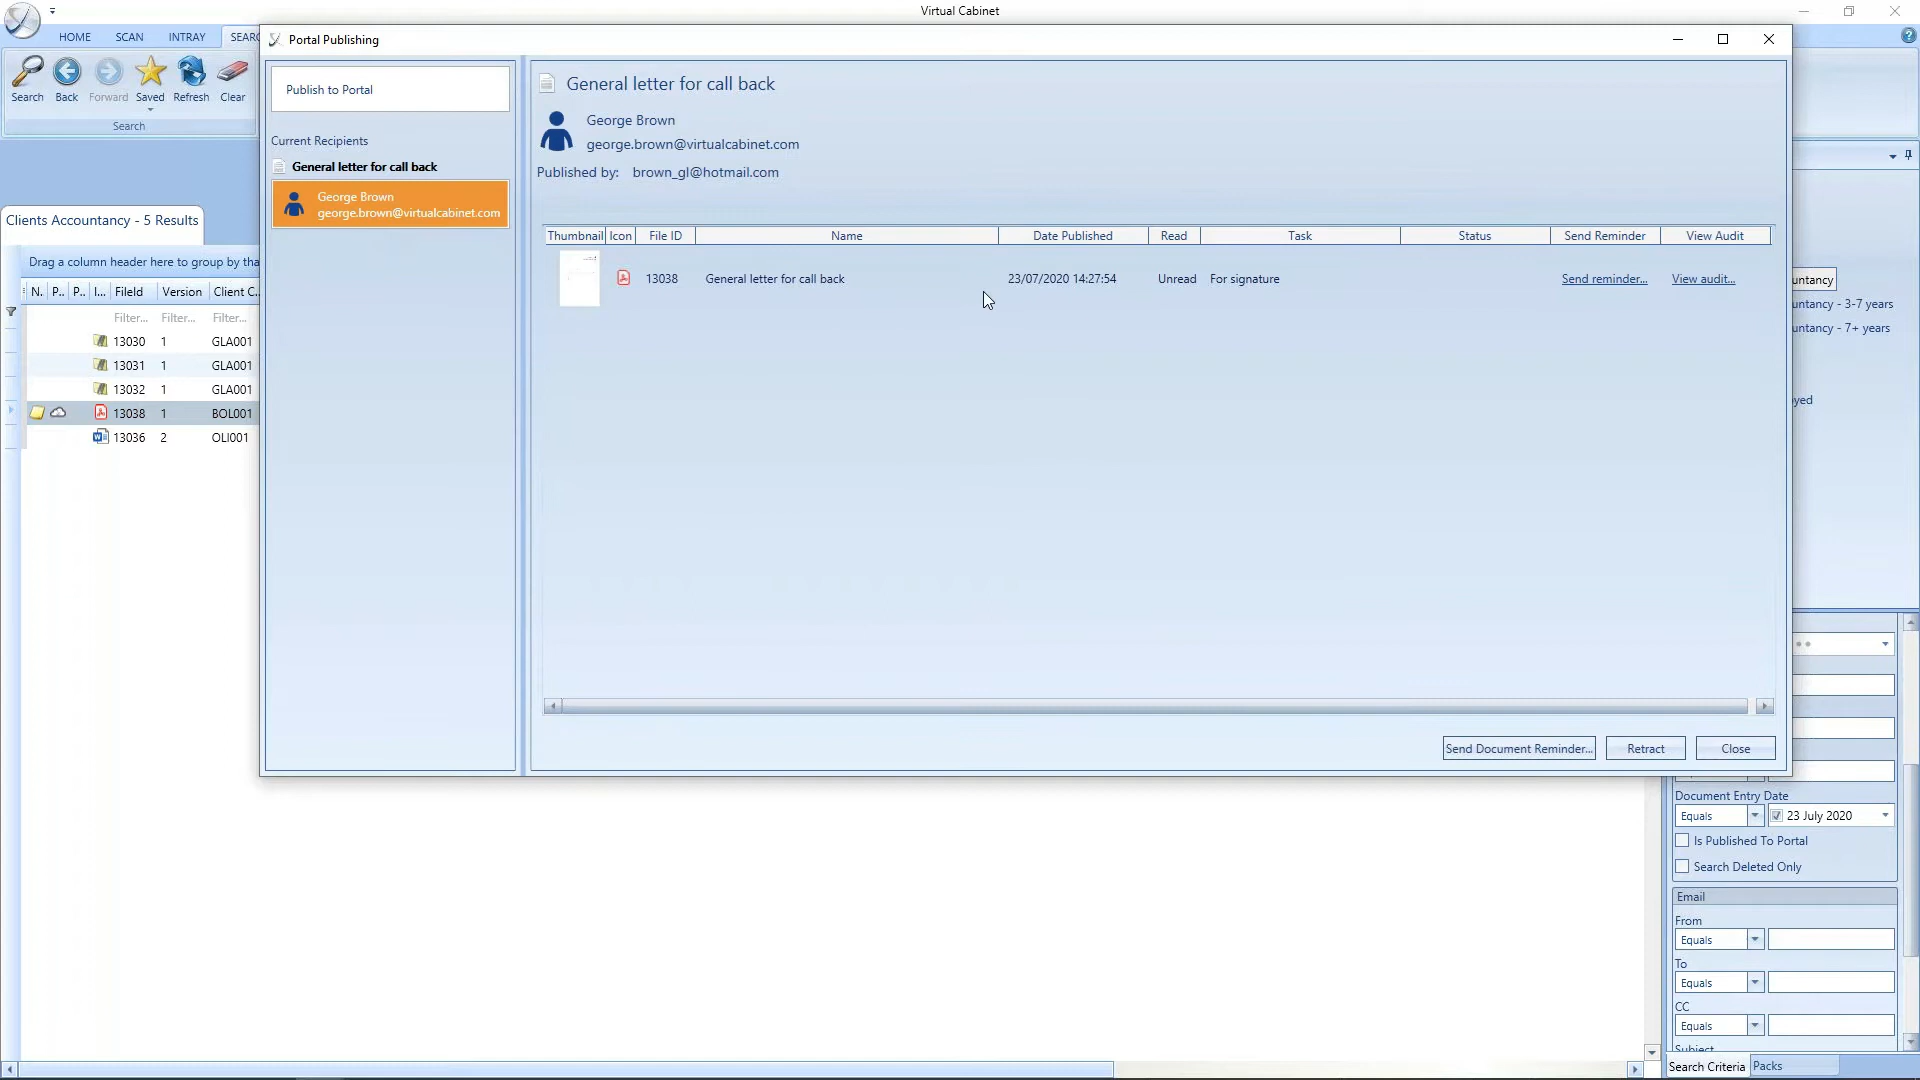 Virtual Cabinet
HOME SCAN INTRAY SEARC
Search Back Forward Saved Refresh Clear
Search
Portal Publishing
Publish to Portal
Current Recipients
General letter for call back
George Brown
george.brown@virtualcabinet.com
General letter for call back
George Brown
george.brown@virtualcabinet.com
Published by: brown_gl@hotmail.com
Thumbnail Icon File ID Name Date Published Read Task Status Send Reminder View Audit
13038 General letter for call back 23/07/2020 14:27:54 Unread For signature Send reminder... View audit...
Send Document Reminder... Retract Close
Clients Accountancy - 5 Results
Drag a column header here to group by tha
N.. P.. P.. I... FileId Version Client C..
Filter... Filter... Filter...
13030 1 GLA001
13031 1 GLA001
13032 1 GLA001
13038 1 BOL001
13036 2 OLI001
untancy
untancy - 3-7 years
untancy - 7+ years
yed
Document Entry Date
Equals 23 July 2020
Is Published To Portal
Search Deleted Only
Email
From
Equals
To
Equals
CC
Equals
Subject
Search Criteria Packs